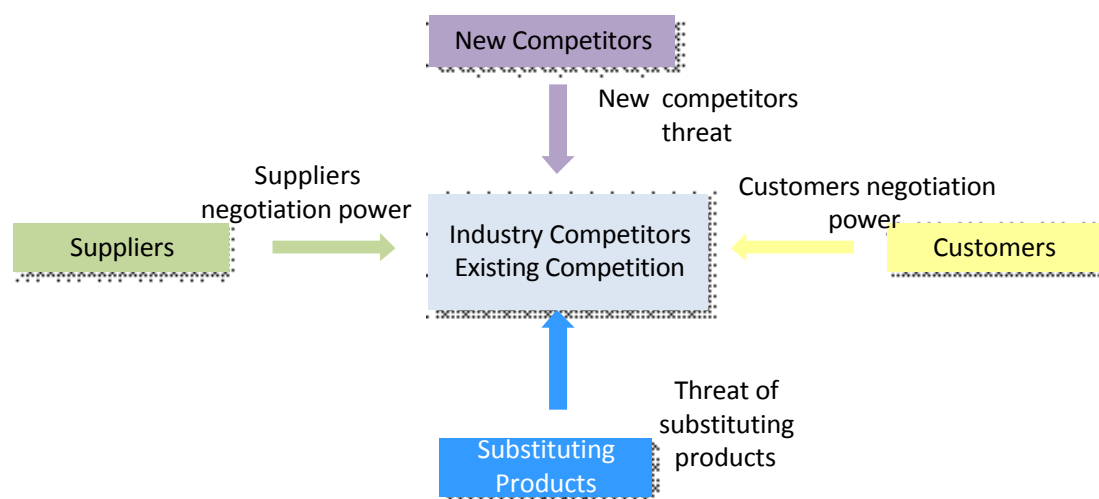 New Competitors
New competitors
threat
Suppliers
negotiation power
Customers negotiation
power
Suppliers
Industry Competitors
Existing Competition
Customers
Threat of
substituting
products
Substituting
Products